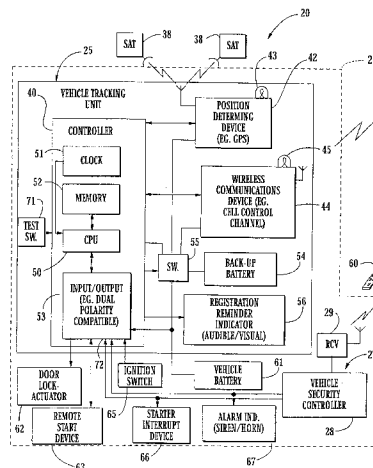 20
SAT
38
38
SAT
25
43
42
2
VEHICLE TRACKING
UNIT
40
CONTROLLER
POSITION
DETERMING
DEVICE
(EG. GPS)
51
CLOCK
45
52
MEMORY
WIRELESS
COMMUNICATIONS
DEVICE (EG.
CELL CONTROL
CHANNEL)
71
TEST
SW.
CPU
44
50
55
SW.
BACK-UP
BATTERY
54
60
INPUT/OUTPUT
(EG. DUAL
POLARITY
COMPATIBLE)
53
REGISTRATION
REMINDER
INDICATOR
(AUDIBLE/VISUAL)
56
29
72
RCV
DOOR
LOCK-
ACTUATOR
IGNITION
SWITCH
VEHICLE
BATTERY
61
2
62
65
VEHICLE
SECURITY
CONTROLLER
REMOTE
START DEVICE
STARTER
INTERRUPT
DEVICE
ALARM IND.
(SIREN/HORN)
28
63
66
67